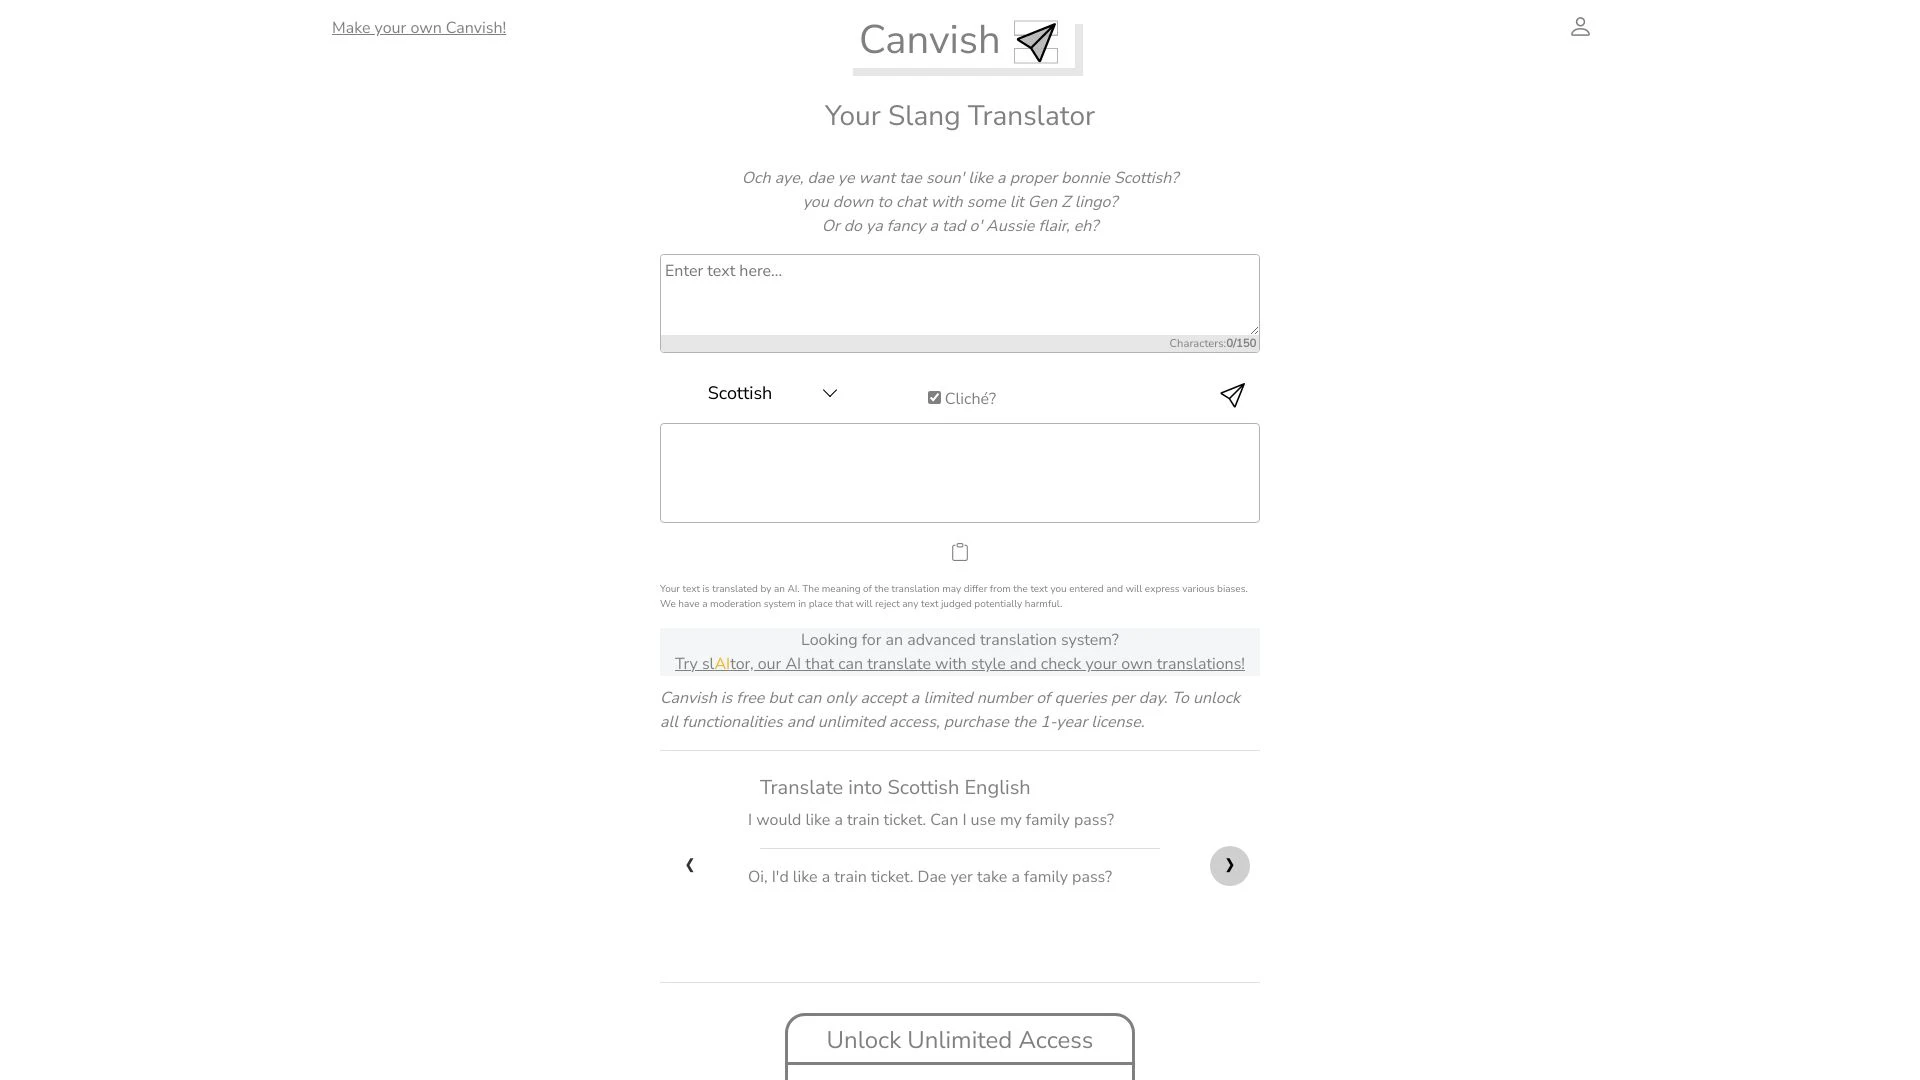 Make your own Canvish!
Canvish
Your Slang Translator
Och aye, dae ye want tae soun' like a proper bonnie Scottish?
you down to chat with some lit Gen Z lingo?
Or do ya fancy a tad o' Aussie flair, eh?
Enter text here...
Characters:0/150
Scottish
Cliché?
Your text is translated by an AI. The meaning of the translation may differ from the text you entered and will express various biases.
We have a moderation system in place that will reject any text judged potentially harmful.
Looking for an advanced translation system?
Try slAItor, our AI that can translate with style and check your own translations!
Canvish is free but can only accept a limited number of queries per day. To unlock
all functionalities and unlimited access, purchase the 1-year license.
Translate into Scottish English
I would like a train ticket. Can I use my family pass?
❮
❯
Oi, I'd like a train ticket. Dae yer take a family pass?
Unlock Unlimited Access